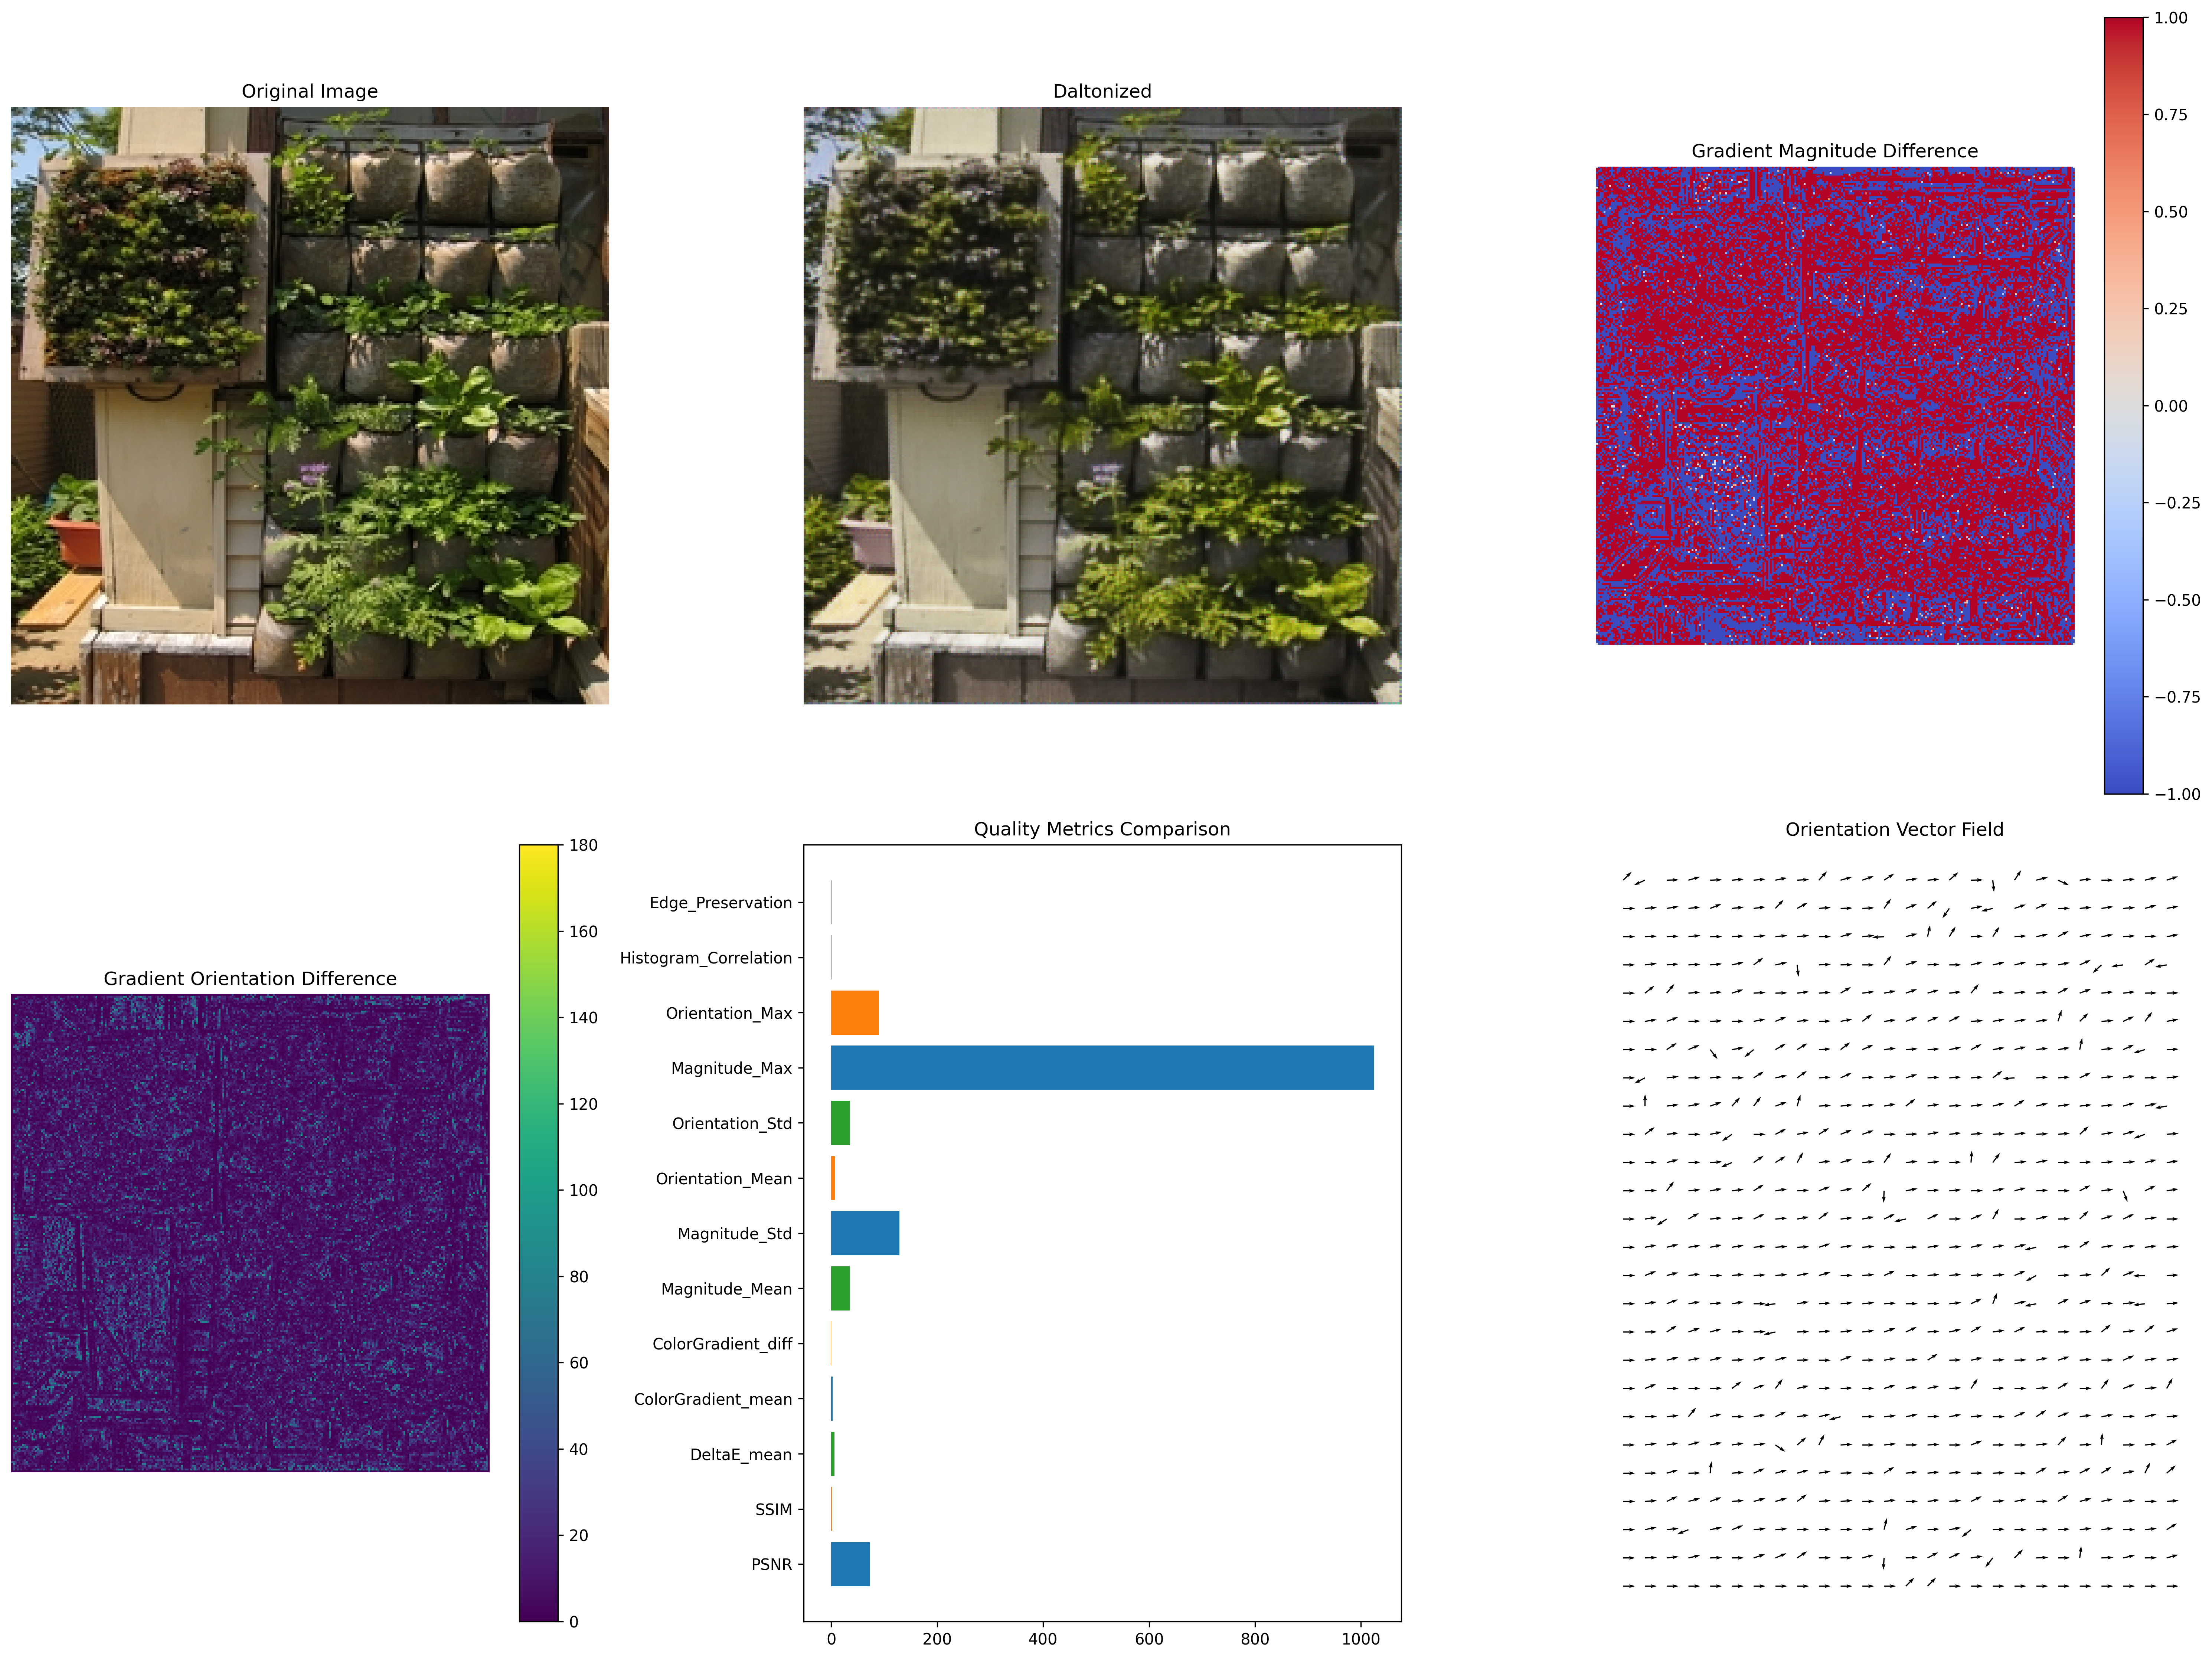 Original Image
Daltonized
Gradient Magnitude Difference
1.00
0.75
0.50
0.25
0.00
−0.25
−0.50
−0.75
−1.00
Gradient Orientation Difference
180
160
140
120
100
80
60
40
20
0
Quality Metrics Comparison
Edge_Preservation
Histogram_Correlation
Orientation_Max
Magnitude_Max
Orientation_Std
Orientation_Mean
Magnitude_Std
Magnitude_Mean
ColorGradient_diff
ColorGradient_mean
DeltaE_mean
SSIM
PSNR
0 200 400 600 800 1000
Orientation Vector Field